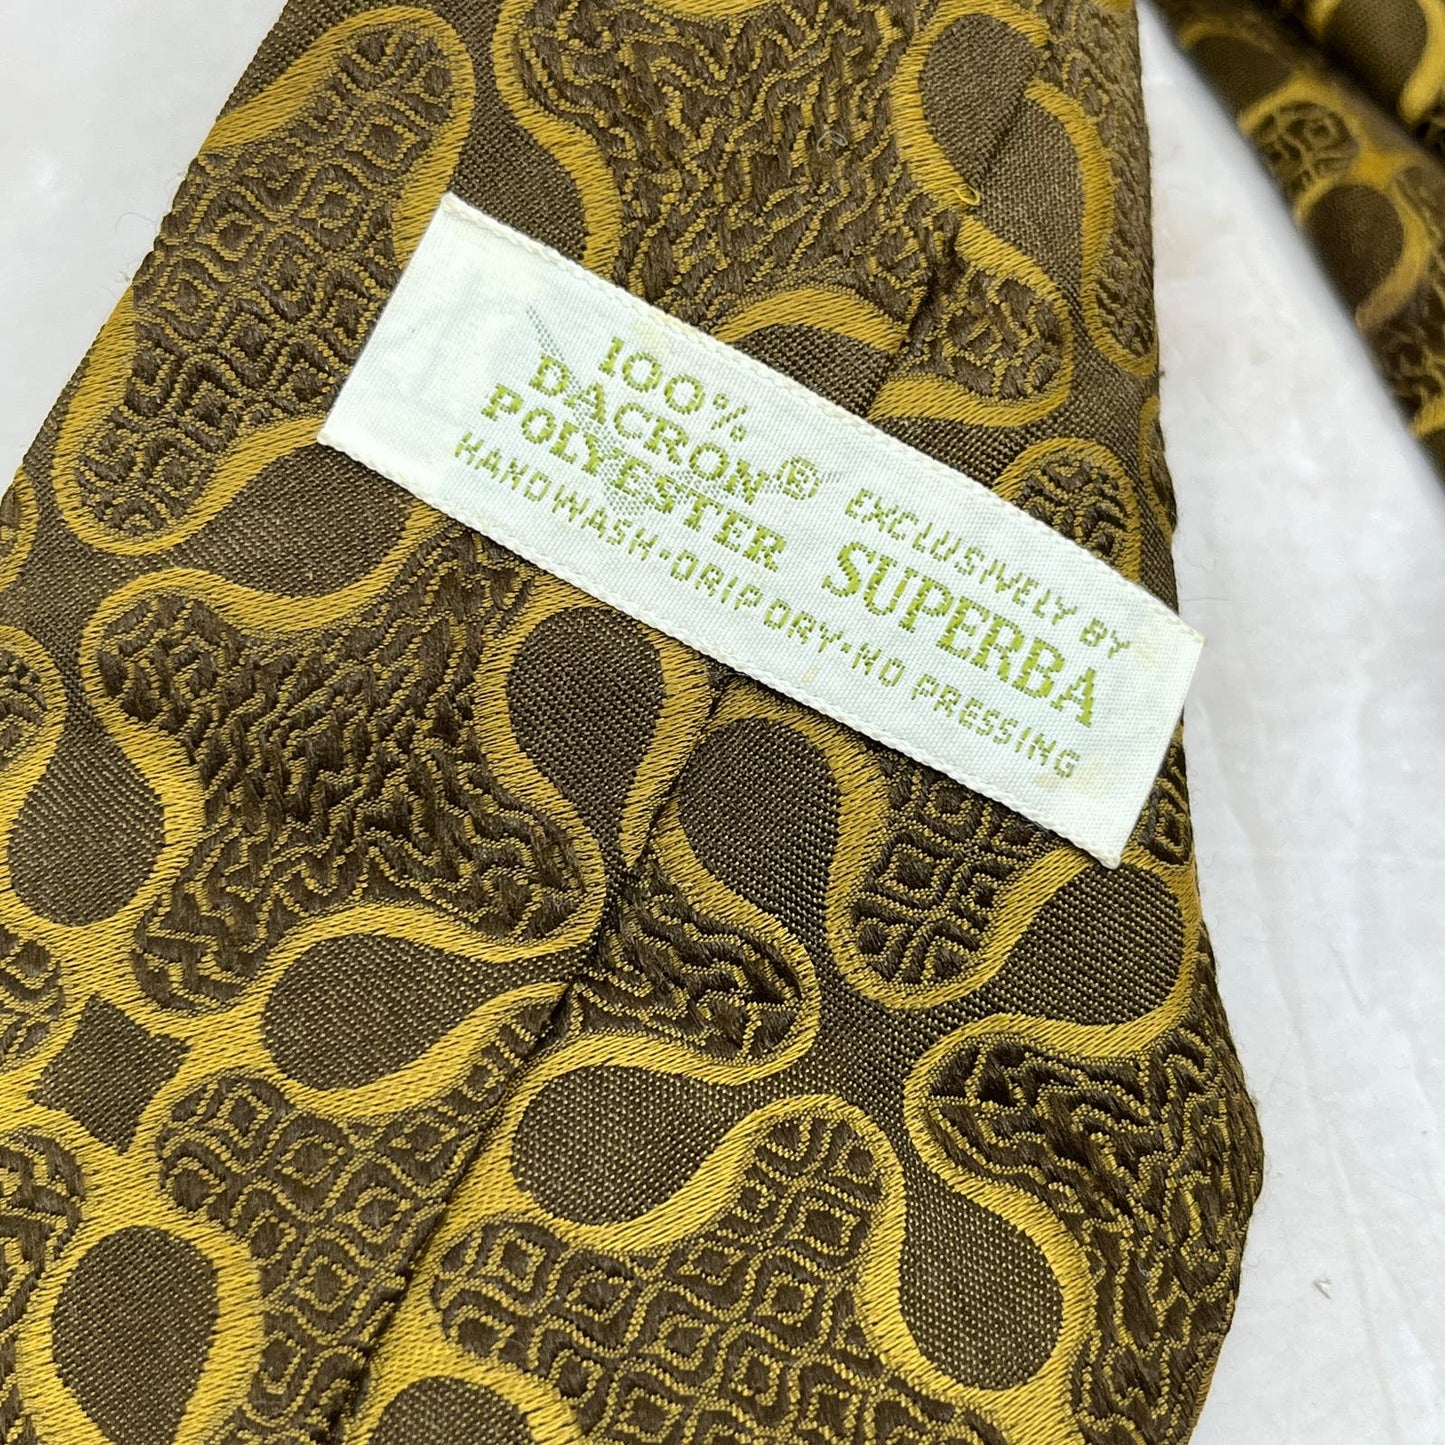 100%
DACRON®
POLYESTER
HANDWASH·DRIP DRY·NO PRESSING
EXCLUSIVELY BY
SUPERBA